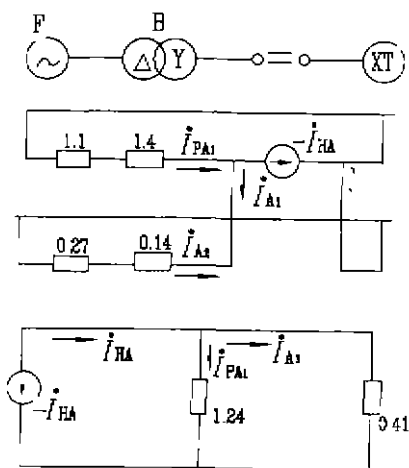 F B
~ Δ Y XT
1.1 1.4 İPA1 -İHA
İA1
0.27 0.14 İA2
İHA İPA1
-İHA 1.24 0.41